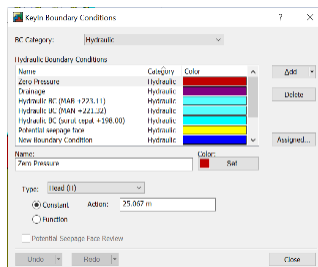 KeyIn Boundary Conditions
?
BC Category: Hydraulic
Hydraulic Boundary Conditions
Name Category Color
Zero Pressure Hydraulic
Drainage Hydraulic
Hydraulic BC (MAB +223.11) Hydraulic
Hydraulic BC (MAN +221.32) Hydraulic
Hydraulic BC (surut cepat +198.00) Hydraulic
Potential seepage face Hydraulic
New Boundary Condition Hydraulic
Add
Delete
Assigned...
Name: Color:
Zero Pressure Set
Type: Head (H)
Constant Action: 25.067 m
Function
Potential Seepage Face Review
Undo Redo Close